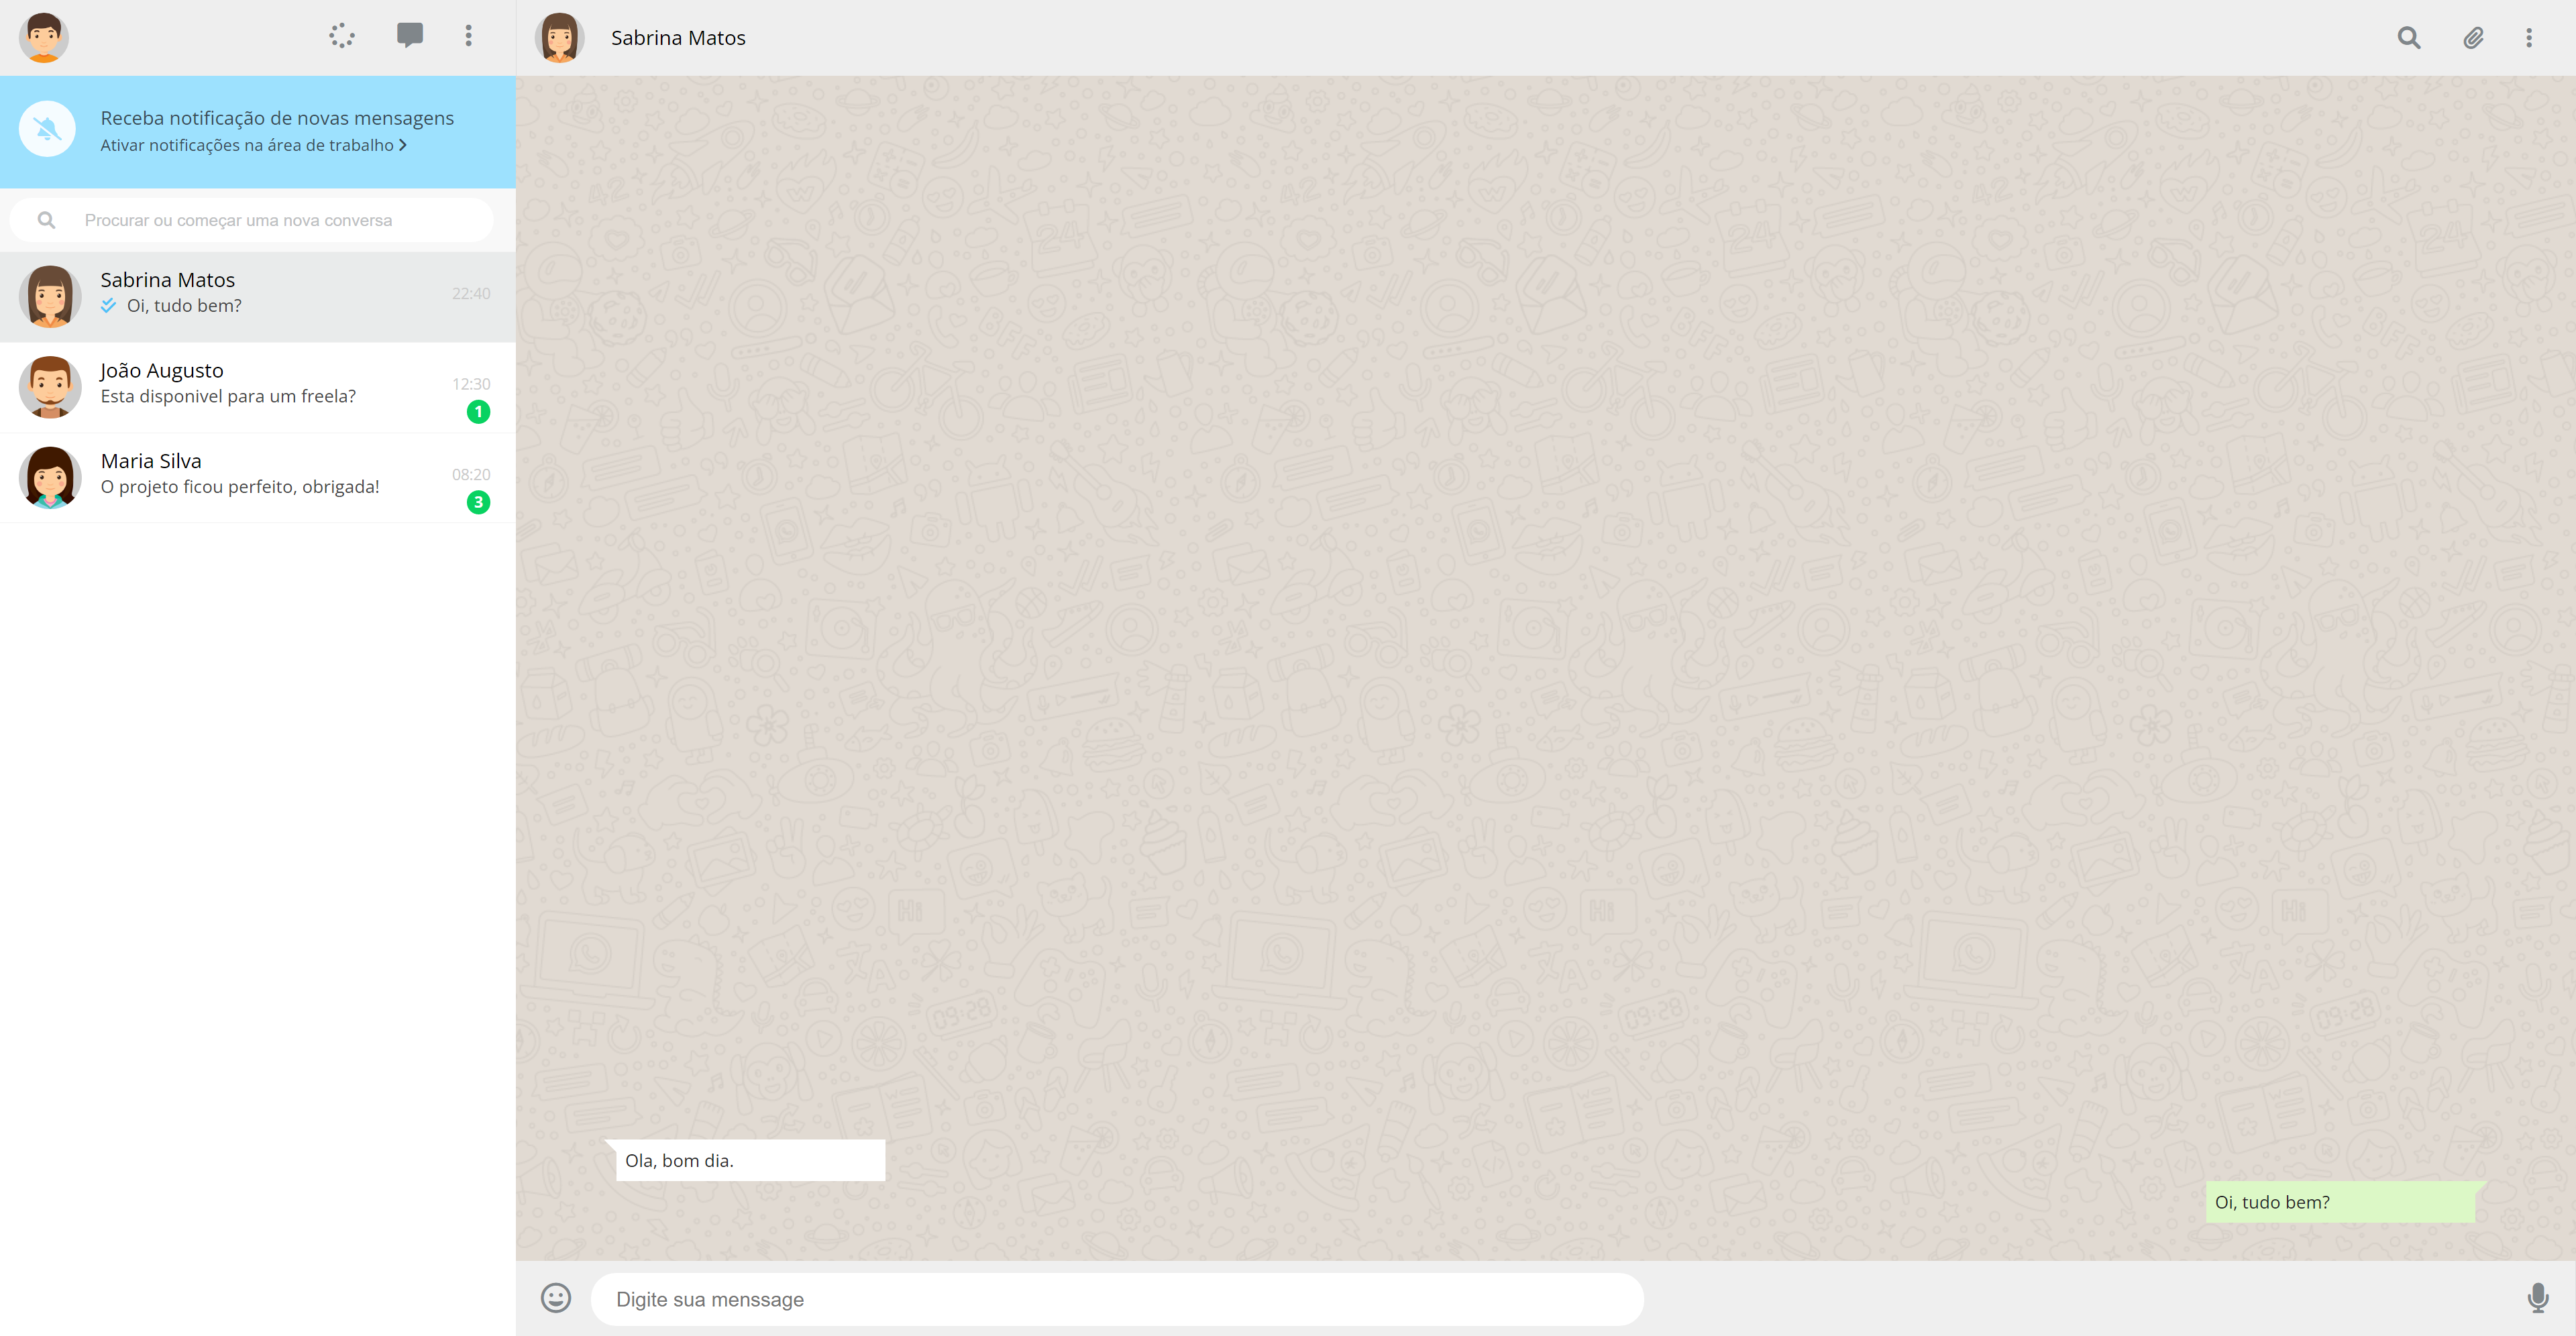 Receba notificação de novas mensagens
Ativar notificações na área de trabalho
Procurar ou começar uma nova conversa
Sabrina Matos
Oi, tudo bem?
22:40
João Augusto
Esta disponivel para um freela?
12:30
1
Maria Silva
O projeto ficou perfeito, obrigada!
08:20
3
Sabrina Matos
Ola, bom dia.
Oi, tudo bem?
Digite sua menssage